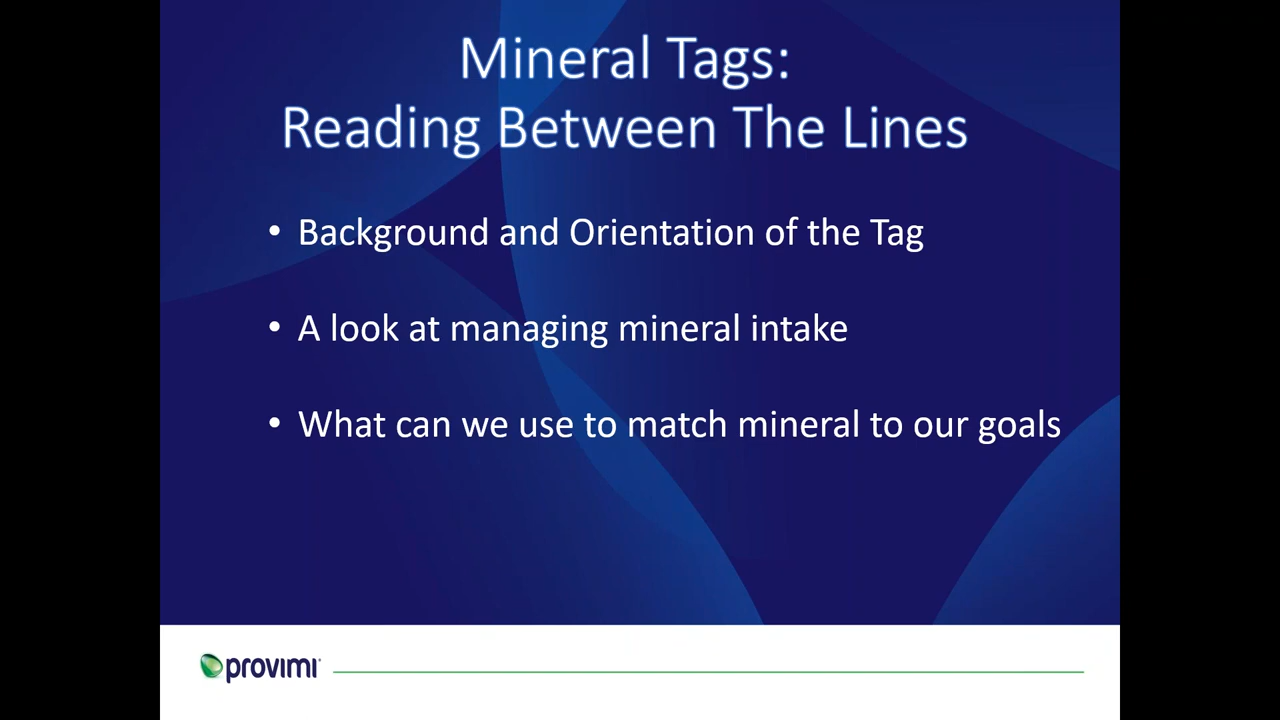 Mineral Tags:
Reading Between The Lines
• Background and Orientation of the Tag
• A look at managing mineral intake
• What can we use to match mineral to our goals
provimi